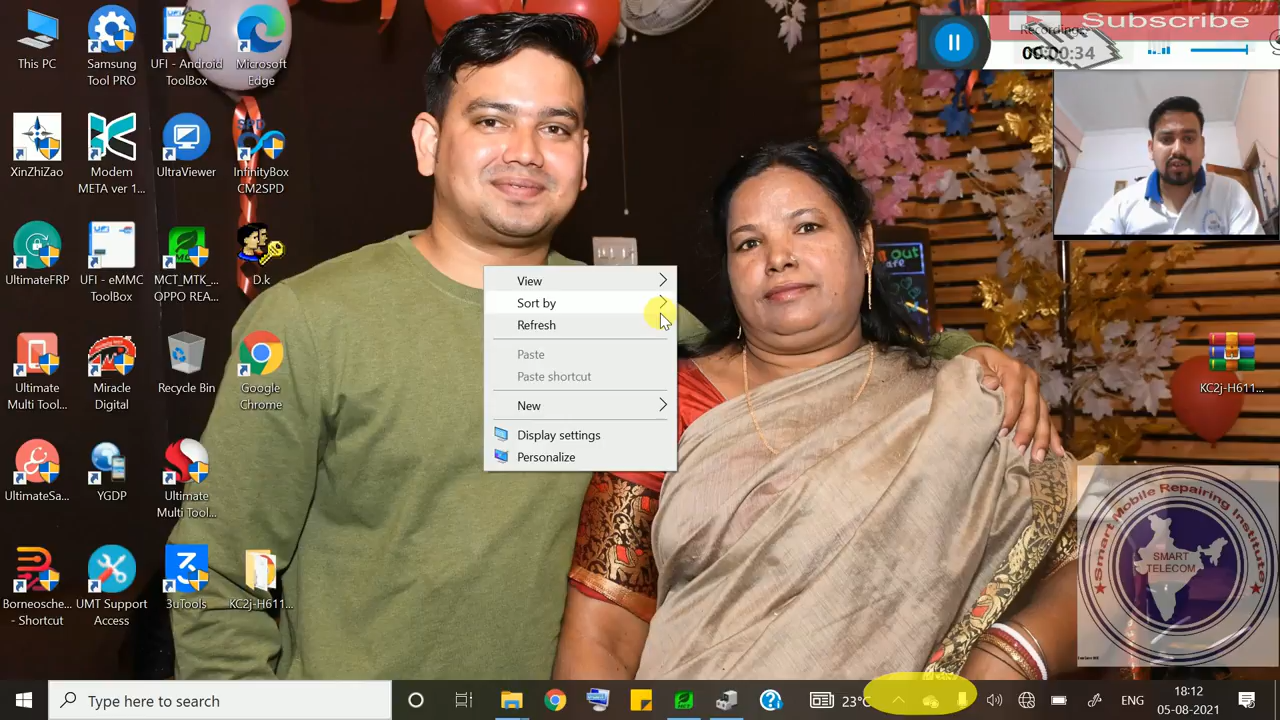 This PC
Samsung
Tool PRO
UFI - Android
ToolBox
Microsoft
Edge
XinZhiZao
Modem
META ver 1...
UltraViewer
SPD
InfinityBox
CM2SPD
UltimateFRP
UFI - eMMC
ToolBox
MCT_MTK_...
OPPO REA...
D.k
Ultimate
Multi Tool...
Miracle
Digital
Recycle Bin
Google
Chrome
UltimateSa...
YGDP
Ultimate
Multi Tool...
Borneosche...
- Shortcut
UMT Support
Access
3uTools
KC2j-H611...
View
Sort by
Refresh
Paste
Paste shortcut
New
Display settings
Personalize
Subscribe
Recording
00:00:34
out
KC2j-H611...
Smart Mobile Repairing Institute
SMART
TELECOM
Type here to search
23°C
ENG
18:12
05-08-2021